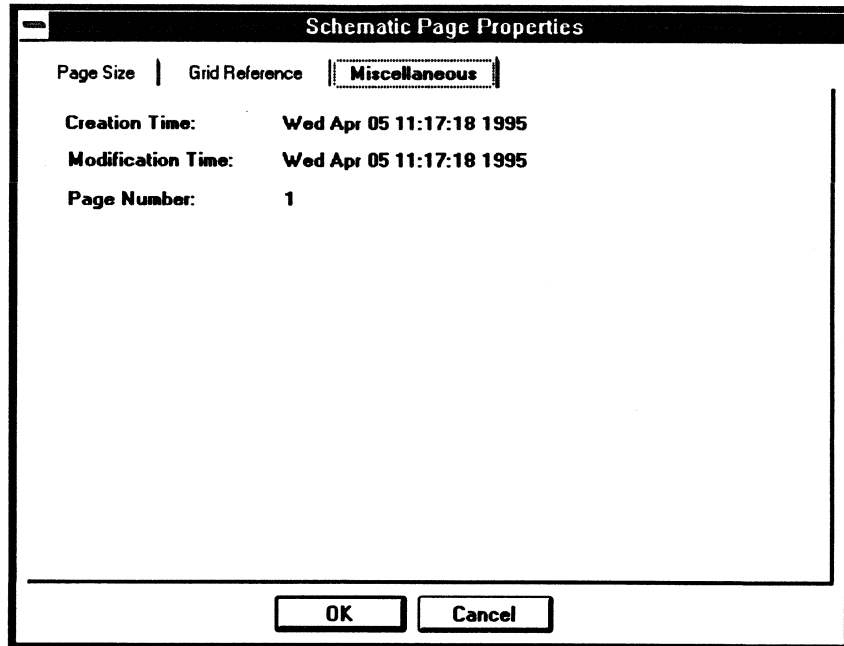 Schematic Page Properties
Page Size Grid Reference Miscellaneous
Creation Time: Wed Apr 05 11:17:18 1995
Modification Time: Wed Apr 05 11:17:18 1995
Page Number: 1
OK Cancel